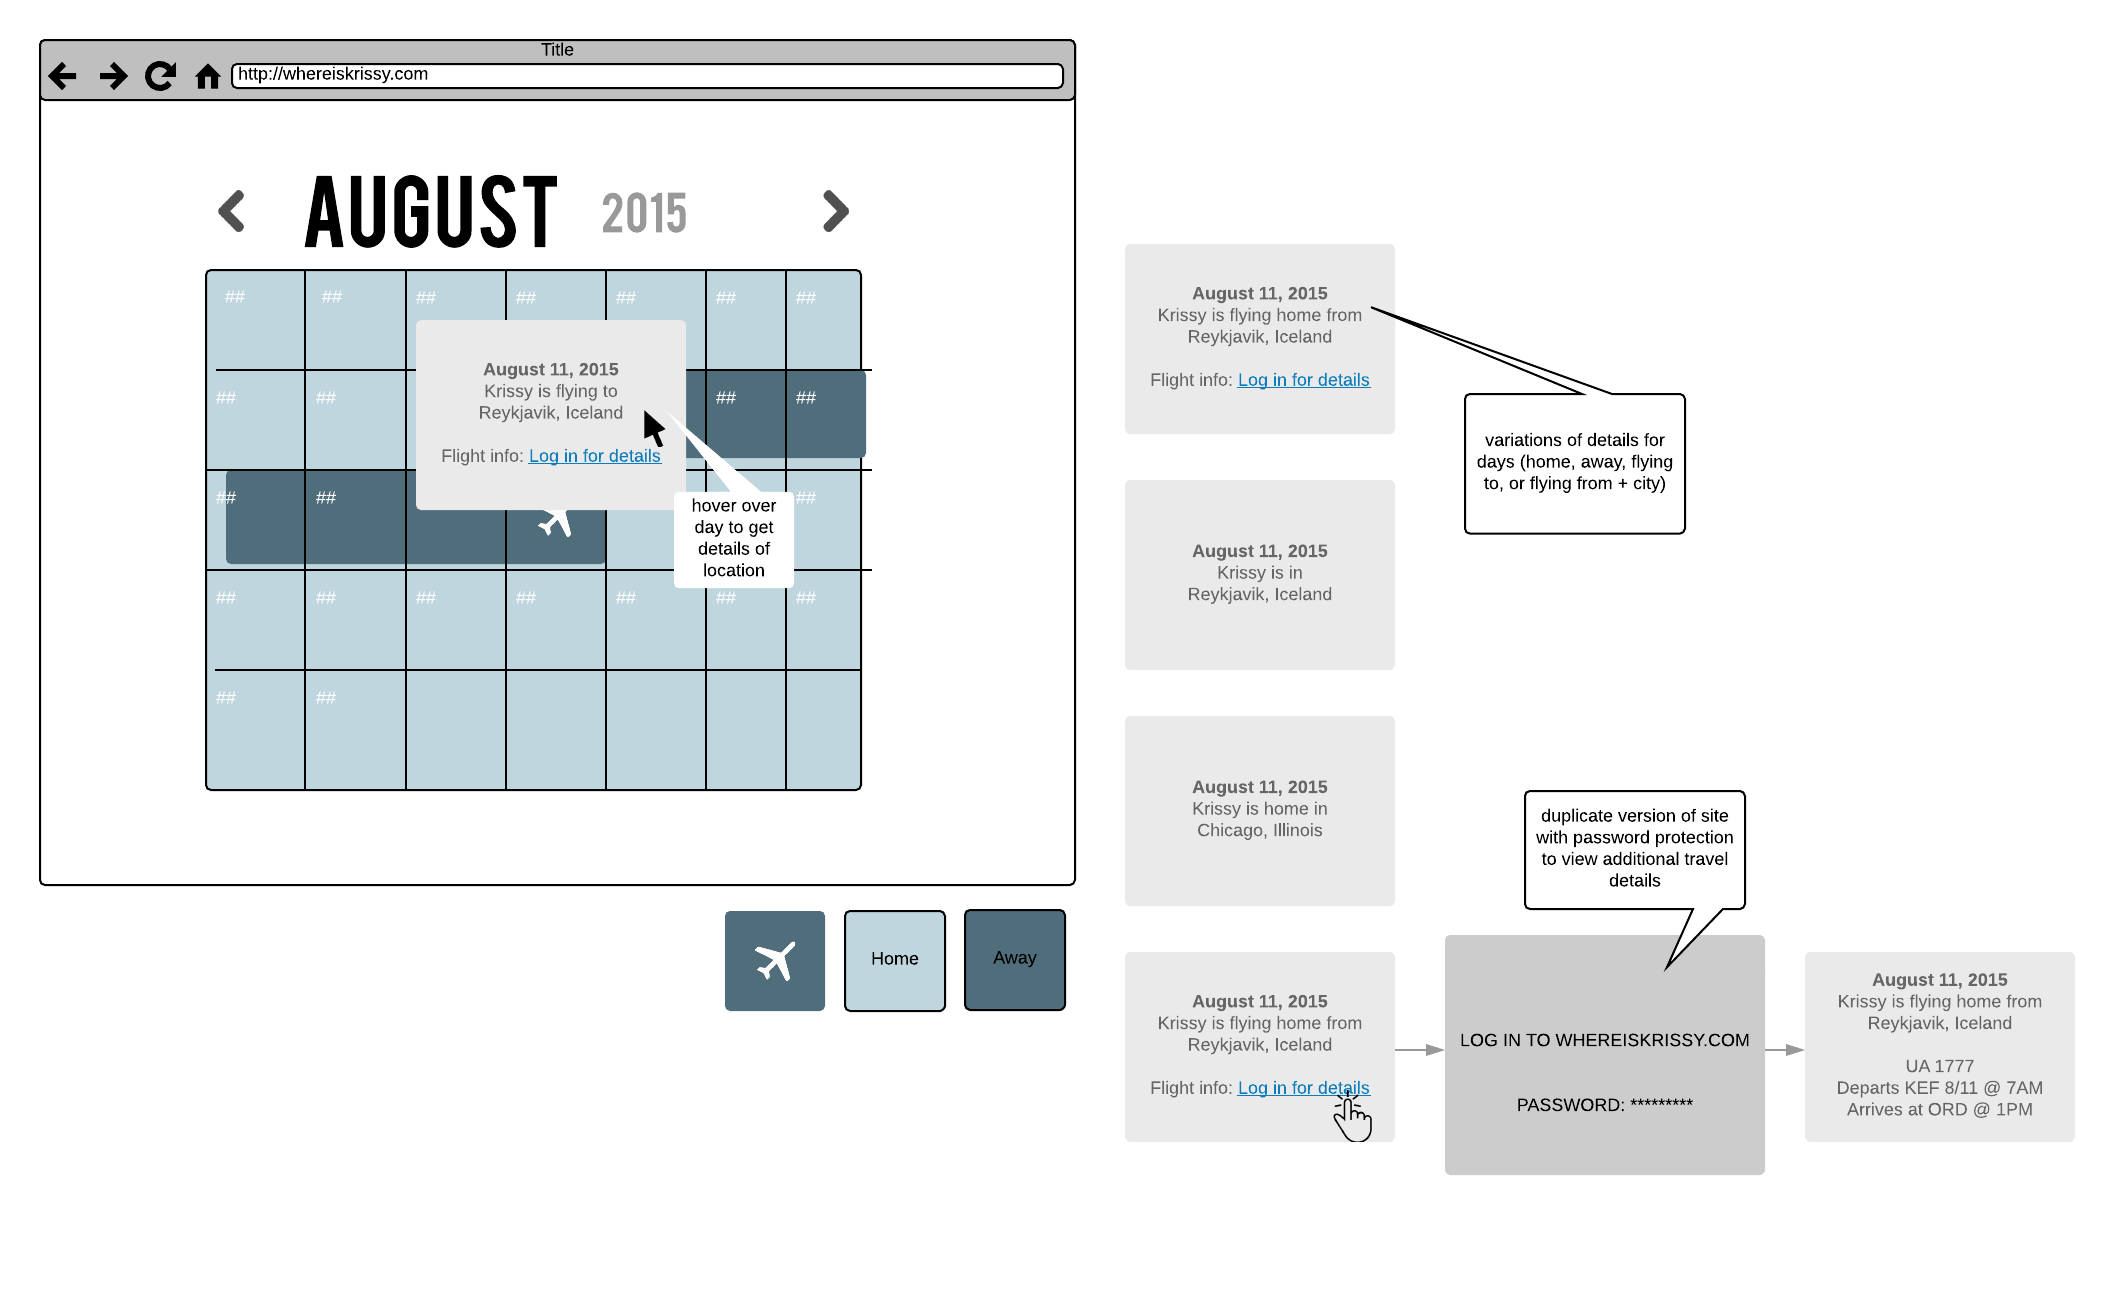 Title
http://whereiskrissy.com
AUGUST 2015
## ## ## ## ## ## ##
August 11, 2015
Krissy is flying to
Reykjavik, Iceland
Flight info: Log in for details
## ## ## ##
hover over
day to get
details of
location
## ## ##
## ## ## ## ## ## ##
## ##
Home
Away
August 11, 2015
Krissy is flying home from
Reykjavik, Iceland
Flight info: Log in for details
variations of details for
days (home, away, flying
to, or flying from + city)
August 11, 2015
Krissy is in
Reykjavik, Iceland
August 11, 2015
Krissy is home in
Chicago, Illinois
duplicate version of site
with password protection
to view additional travel
details
August 11, 2015
Krissy is flying home from
Reykjavik, Iceland
Flight info: Log in for details
LOG IN TO WHEREISKRISSY.COM
PASSWORD: *********
August 11, 2015
Krissy is flying home from
Reykjavik, Iceland
UA 1777
Departs KEF 8/11 @ 7AM
Arrives at ORD @ 1PM